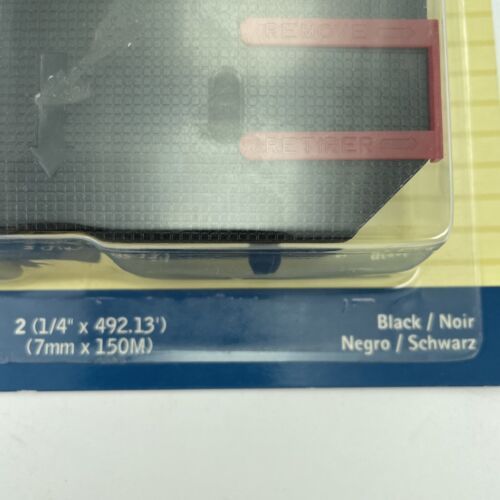 REMOVE
RETIRER
2 (1/4" x 492.13')
(7mm x 150M)
Black / Noir
Negro / Schwarz